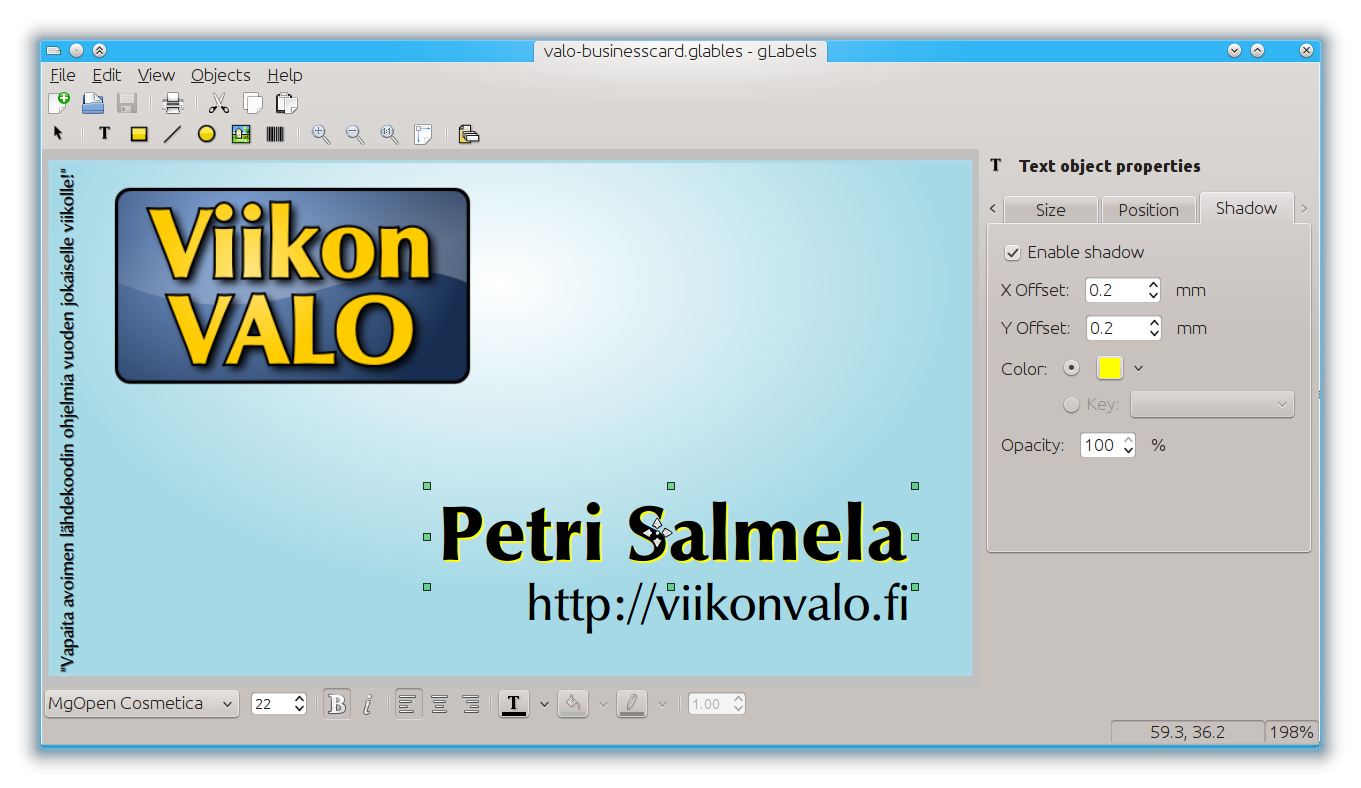 valo-businesscard.glables - gLabels
File Edit View Objects Help
T
1:1
T Text object properties
< Size Position Shadow >
Enable shadow
X Offset: 0.2 mm
Y Offset: 0.2 mm
Color:
Key:
Opacity: 100 %
"Vapaita avoimen lähdekoodin ohjelmia vuoden jokaiselle viikolle!"
Viikon
VALO
Petri Salmela
http://viikonvalo.fi
MgOpen Cosmetica 22 B i T 1.00
59.3, 36.2 198%